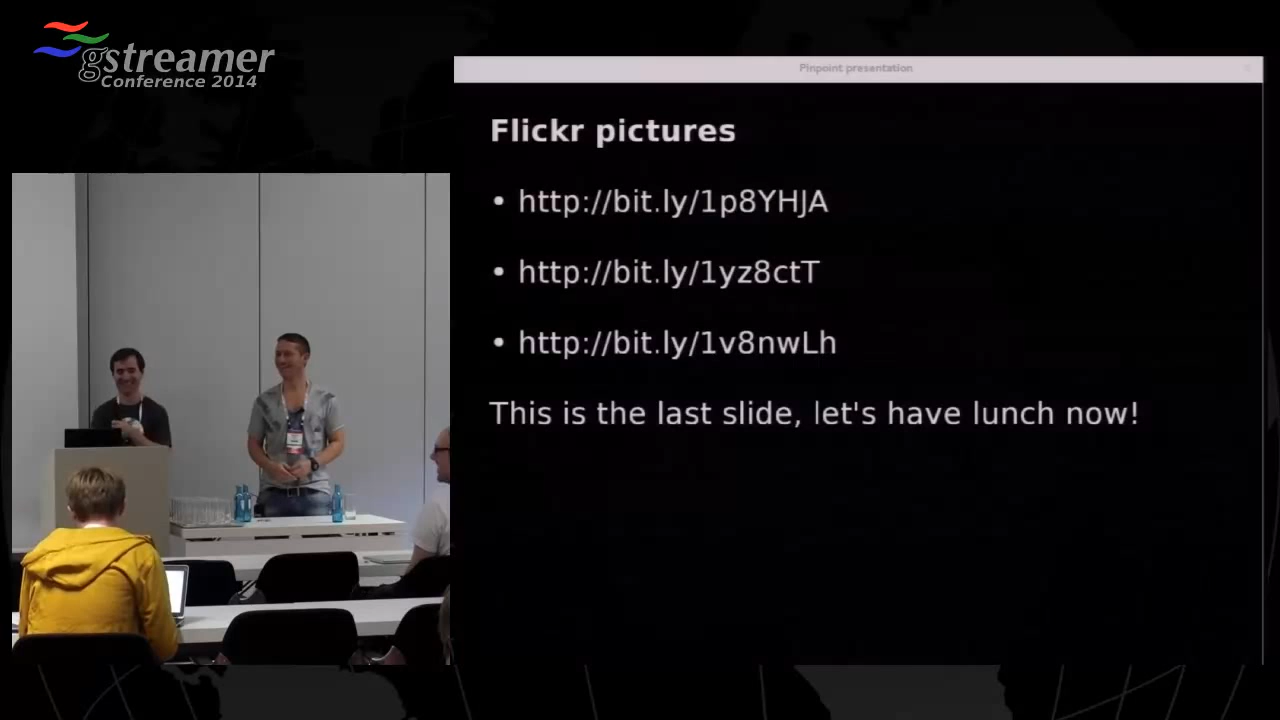 gstreamer
Conference 2014
Pinpoint presentation
Flickr pictures
• http://bit.ly/1p8YHJA
• http://bit.ly/1yz8ctT
• http://bit.ly/1v8nwLh
This is the last slide, let's have lunch now!